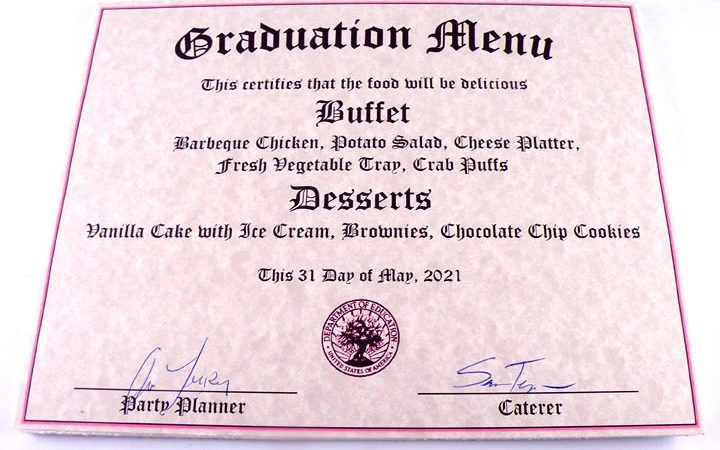 Graduation Menu
This certifies that the food will be delicious
Buffet
Barbeque Chicken, Potato Salad, Cheese Platter,
Fresh Vegetable Tray, Crab Puffs
Desserts
Vanilla Cake with Ice Cream, Brownies, Chocolate Chip Cookies
This 31 Day of May, 2021
DEPARTMENT OF EDUCATION
UNITED STATES OF AMERICA
Party Planner
Caterer